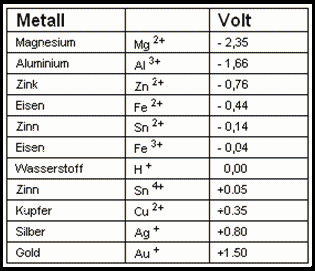 Metall Volt
Magnesium Mg 2+ - 2,35
Aluminium Al 3+ - 1,66
Zink Zn 2+ - 0,76
Eisen Fe 2+ - 0,44
Zinn Sn 2+ - 0,14
Eisen Fe 3+ - 0,04
Wasserstoff H + 0,00
Zinn Sn 4+ +0.05
Kupfer Cu 2+ +0.35
Silber Ag + +0.80
Gold Au + +1.50